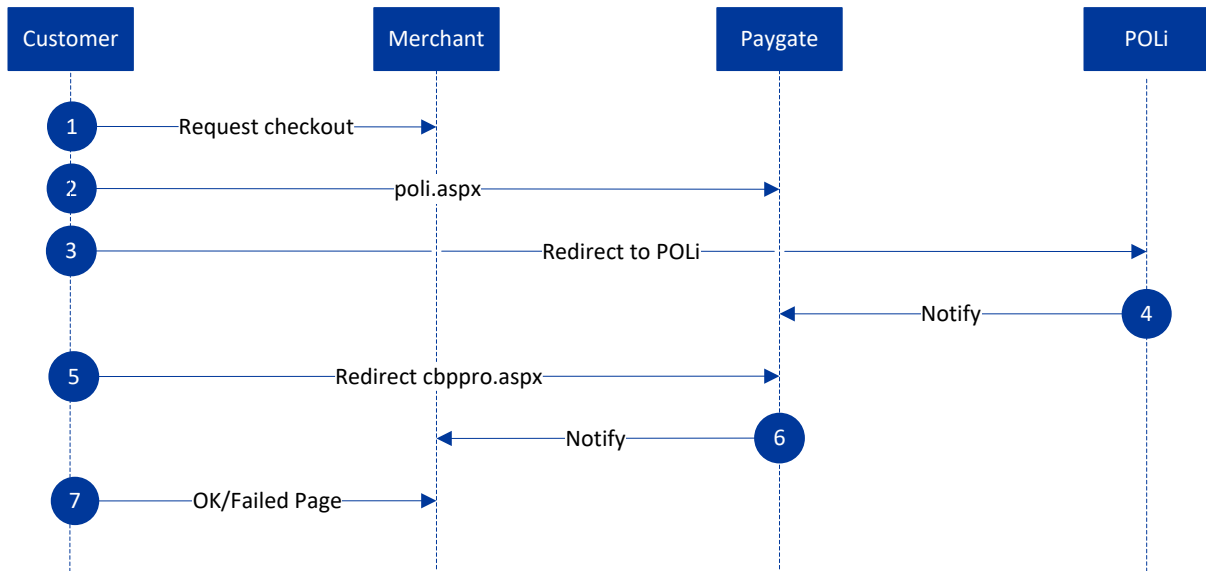 Customer
Merchant
Paygate
POLi
1
Request checkout
2
poli.aspx
3
Redirect to POLi
Notify
4
5
Redirect cbppro.aspx
Notify
6
7
OK/Failed Page